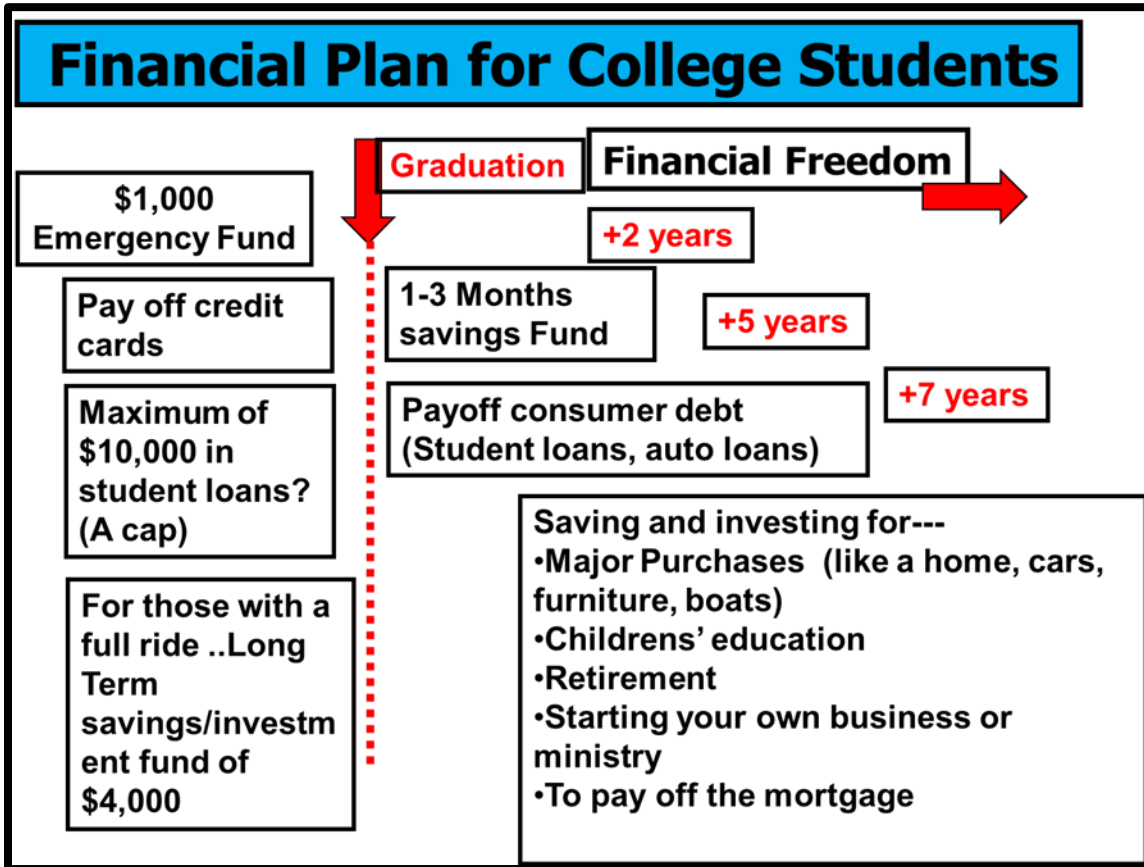 Financial Plan for College Students
Graduation
Financial Freedom
$1,000
Emergency Fund
+2 years
Pay off credit
cards
1-3 Months
savings Fund
+5 years
Maximum of
$10,000 in
student loans?
(A cap)
Payoff consumer debt
(Student loans, auto loans)
+7 years
For those with a
full ride ..Long
Term
savings/investm
ent fund of
$4,000
Saving and investing for---
•Major Purchases  (like a home, cars,
furniture, boats)
•Childrens’ education
•Retirement
•Starting your own business or
ministry
•To pay off the mortgage